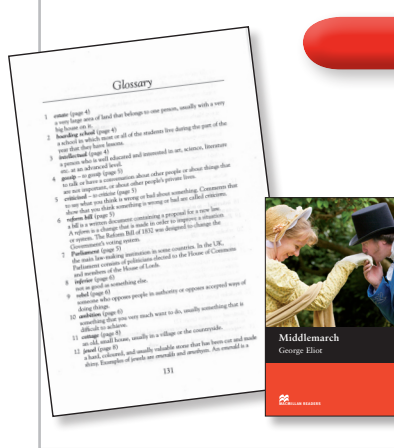 Glossary
1 estate (page 4)
a very large area of land that belongs to one person, usually with a very
big house on it.
2 boarding school (page 4)
a school in which most or all of the students live during the part of the
year that they have lessons.
3 intellectual (page 4)
a person who is well educated and interested in art, science, literature
etc. at an advanced level.
4 gossip – to gossip (page 5)
to talk or have a conversation about other people or about things that
are not important, or about other people's private lives.
5 criticised – to criticise (page 5)
to say what you think is wrong or bad about something. Comments that
show that you think something is wrong or bad are called criticisms.
6 reform bill (page 5)
a bill is a written document containing a proposal for a new law.
A reform is a change that is made in order to improve a situation
or system. The Reform Bill of 1832 was designed to change the
Government's voting system.
7 Parliament (page 5)
the main law-making institution in some countries. In the UK,
Parliament consists of politicians elected to the House of Commons
and members of the House of Lords.
8 inferior (page 6)
not as good as something else.
9 rebel (page 6)
someone who opposes people in authority or opposes accepted ways of
doing things.
10 ambition (page 6)
something that you very much want to do, usually something that is
difficult to achieve.
11 cottage (page 8)
an old, small house, usually in a village or the countryside.
12 jewel (page 8)
a hard, coloured, and usually valuable stone that has been cut and made
shiny. Examples of jewels are emeralds and amethysts. An emerald is a
131
Middlemarch
George Eliot
MACMILLAN READERS